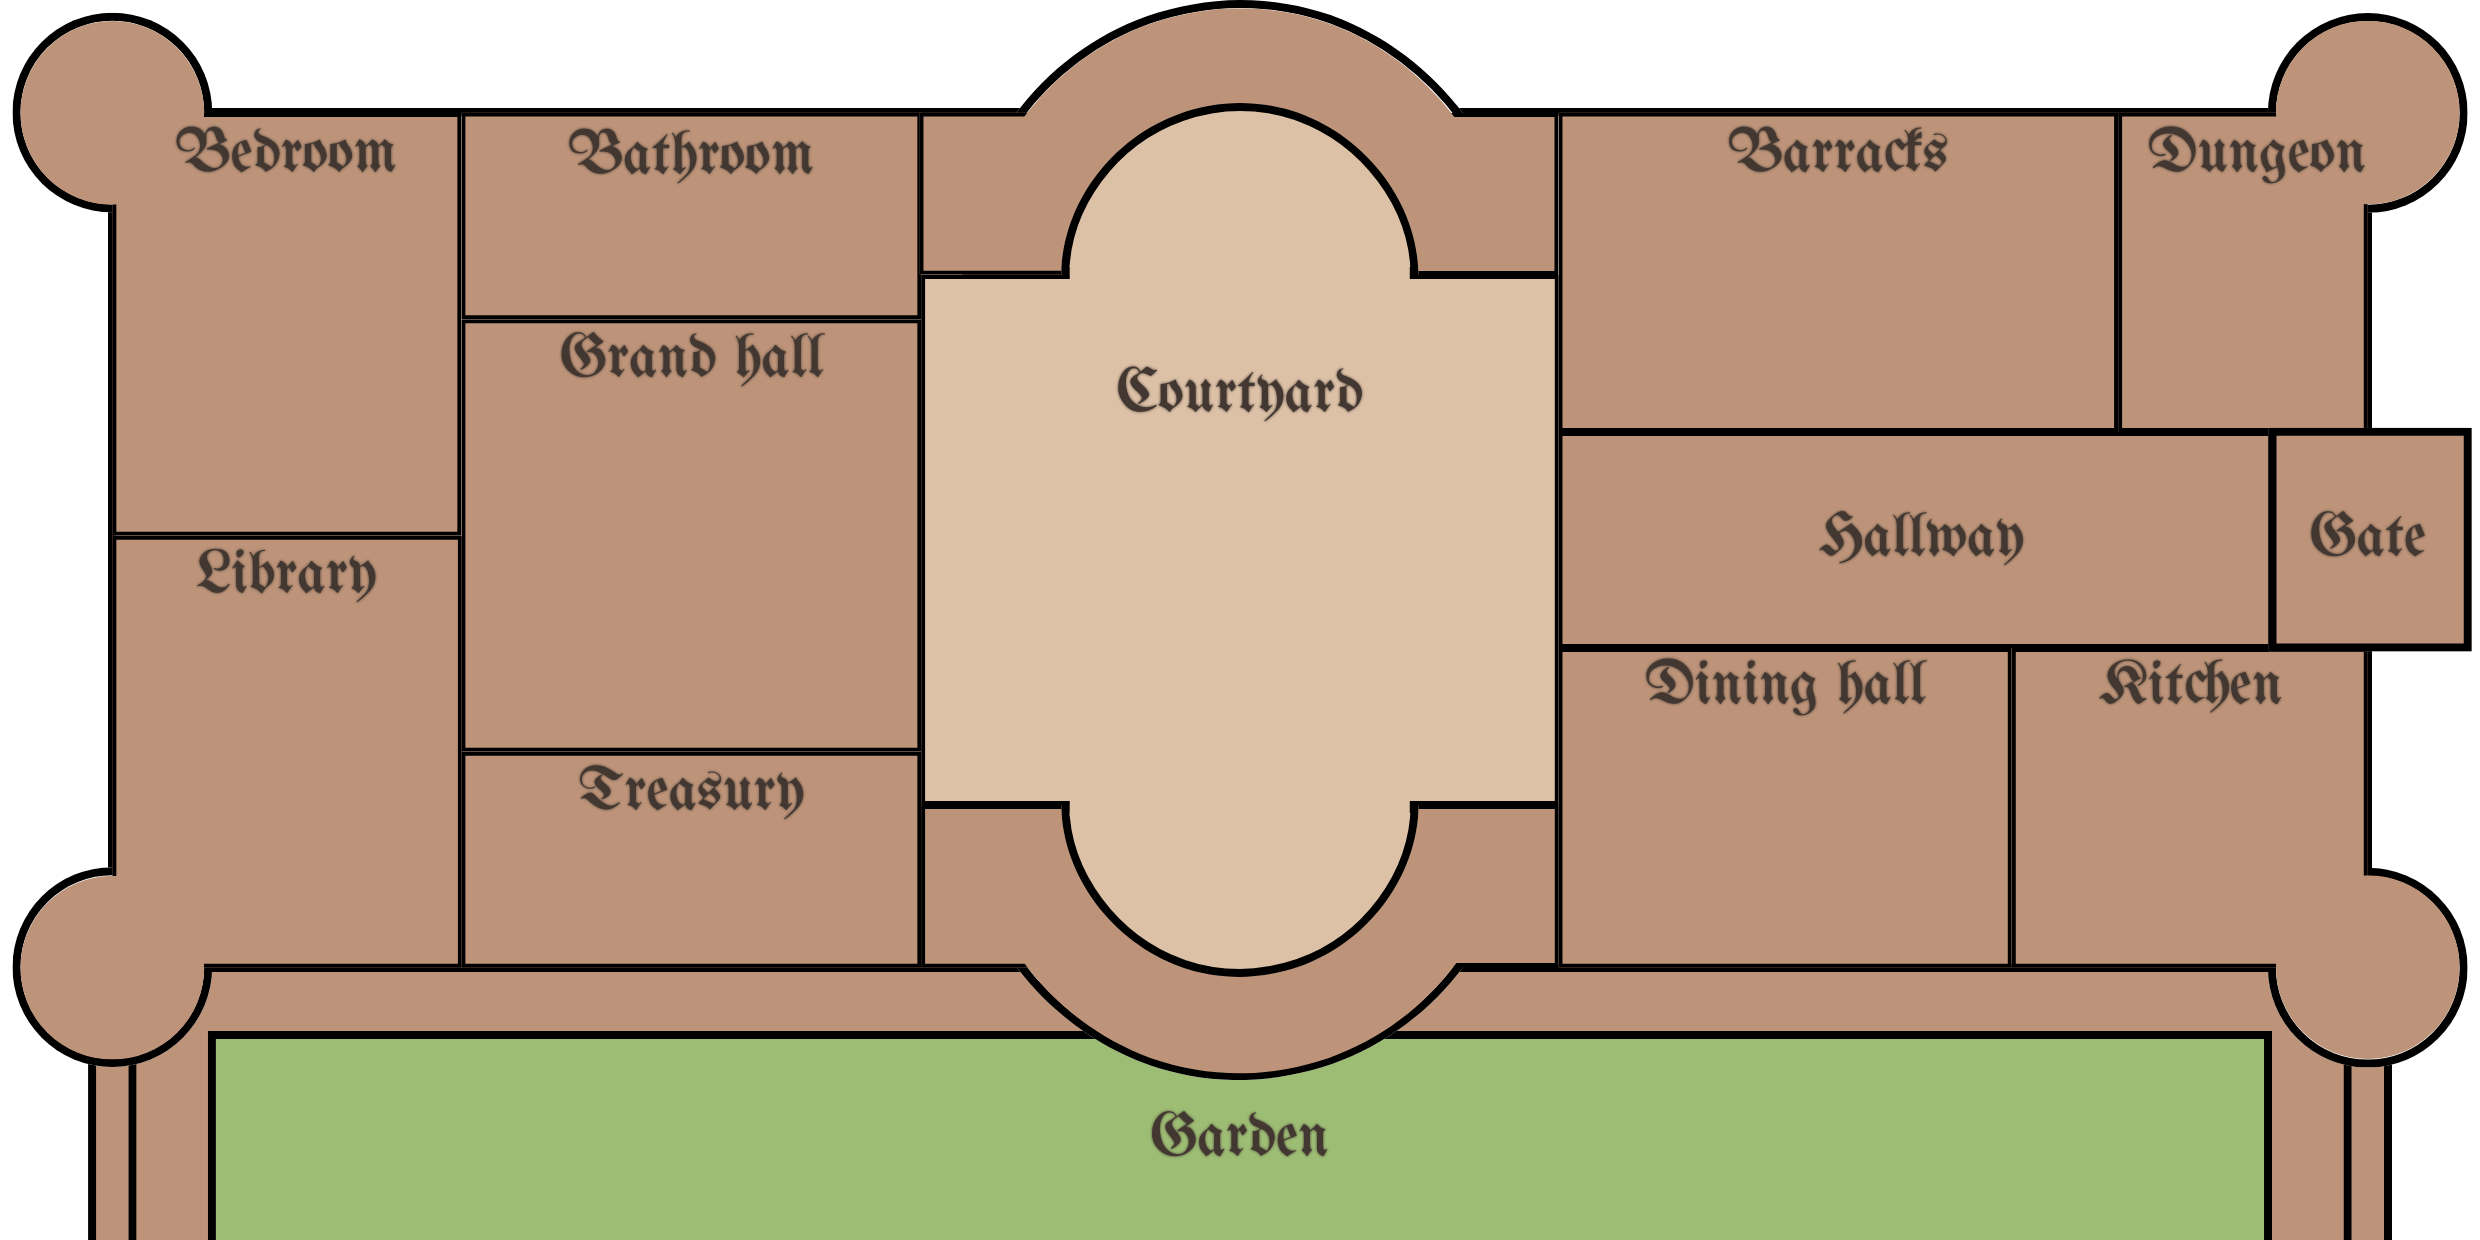 Bedroom
Bathroom
Barracks
Dungeon
Grand hall
Courtyard
Hallway
Gate
Library
Dining hall
Kitchen
Treasury
Garden